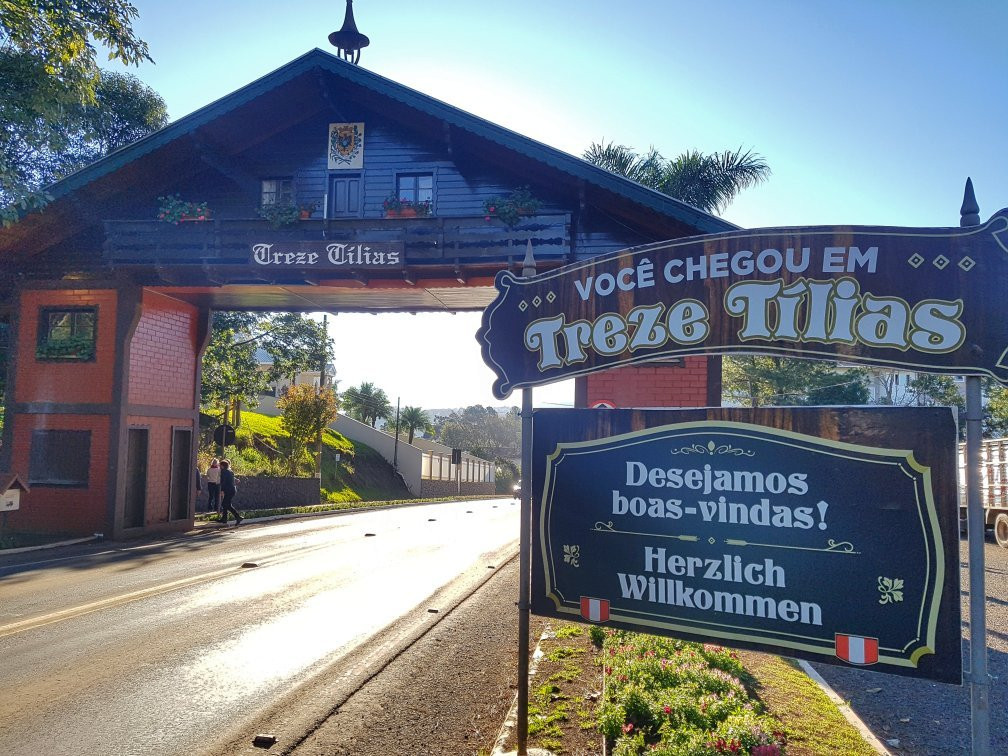 Treze Tílias
VOCÊ CHEGOU EM
Treze Tílias
Desejamos
boas-vindas!
Herzlich
Willkommen